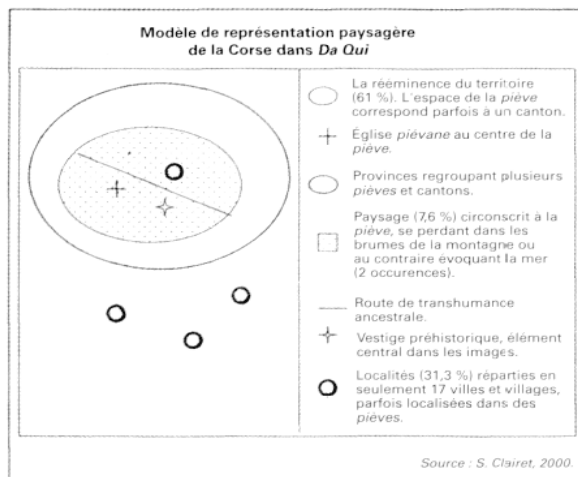 Modèle de représentation paysagère
de la Corse dans Da Qui
La rééminence du territoire
(61 %). L'espace de la piève
correspond parfois à un canton.
Église piévane au centre de la
piève.
Provinces regroupant plusieurs
pièves et cantons.
Paysage (7,6 %) circonscrit à la
piève, se perdant dans les
brumes de la montagne ou
au contraire évoquant la mer
(2 occurences).
Route de transhumance
ancestrale.
Vestige préhistorique, élément
central dans les images.
Localités (31,3 %) réparties en
seulement 17 villes et villages,
parfois localisées dans des
pièves.
Source : S. Clairet, 2000.